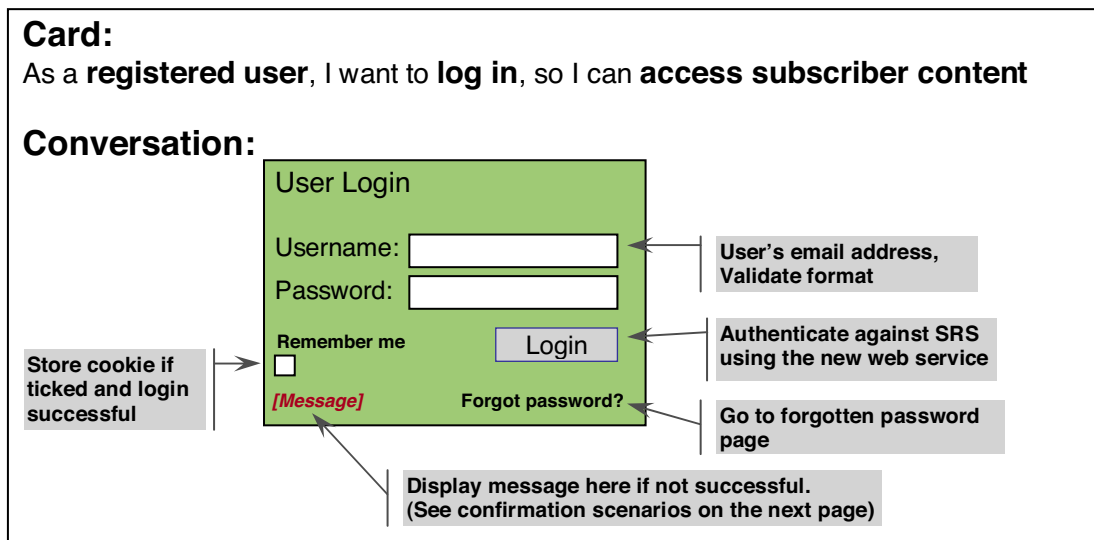 Card:
As a registered user, I want to log in, so I can access subscriber content
Conversation:
User Login
Username:
User's email address,
Validate format
Password:
Remember me
Login
Authenticate against SRS
using the new web service
Store cookie if
ticked and login
successful
[Message]
Forgot password?
Go to forgotten password
page
Display message here if not successful.
(See confirmation scenarios on the next page)